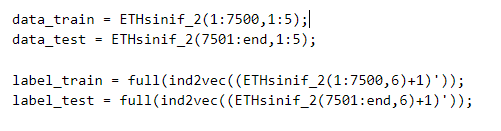 data_train = ETHsinif_2(1:7500,1:5);
data_test = ETHsinif_2(7501:end,1:5);
label_train = full(ind2vec((ETHsinif_2(1:7500,6)+1)'));
label_test = full(ind2vec((ETHsinif_2(7501:end,6)+1)'));